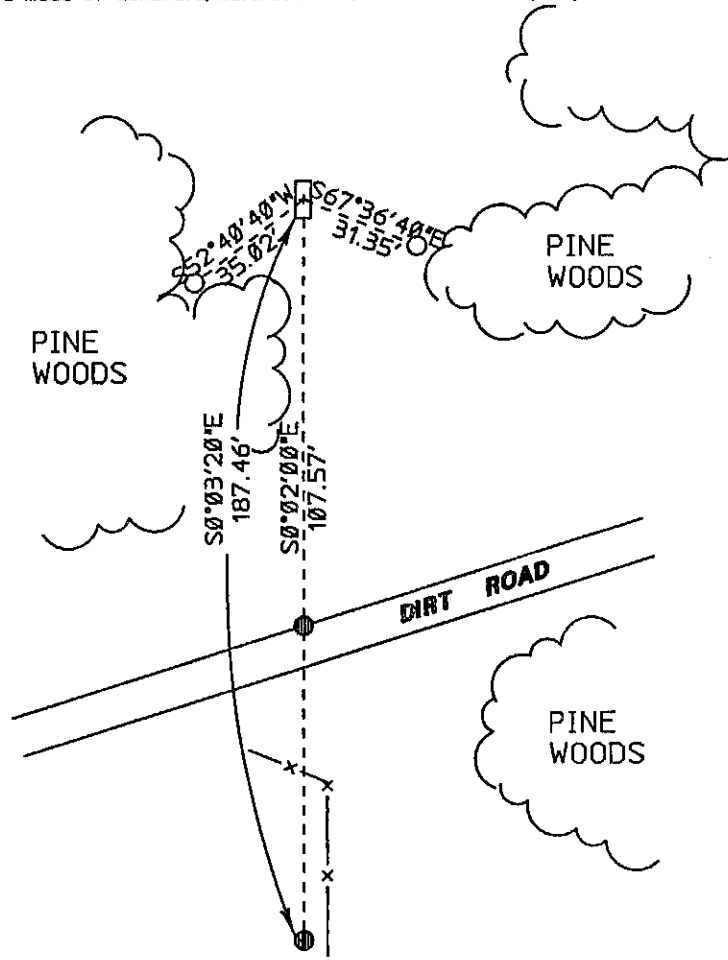 S52°40'40"W
35.02'
S67°36'40"E
31.35'
PINE
WOODS
PINE
WOODS
S0°03'20"E
187.46'
S0°02'00"E
107.57'
DIRT ROAD
PINE
WOODS